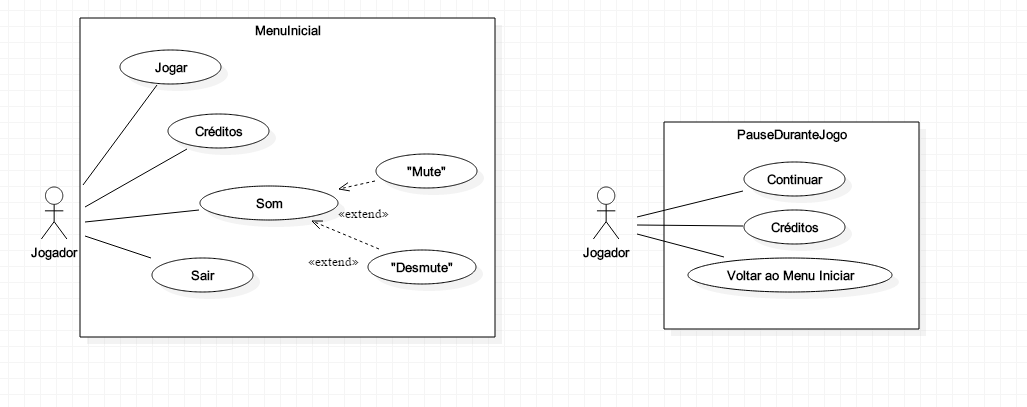 MenuInicial
Jogar
Créditos
"Mute"
Som
«extend»
Jogador
«extend»
"Desmute"
Sair
PauseDuranteJogo
Continuar
Créditos
Jogador
Voltar ao Menu Iniciar